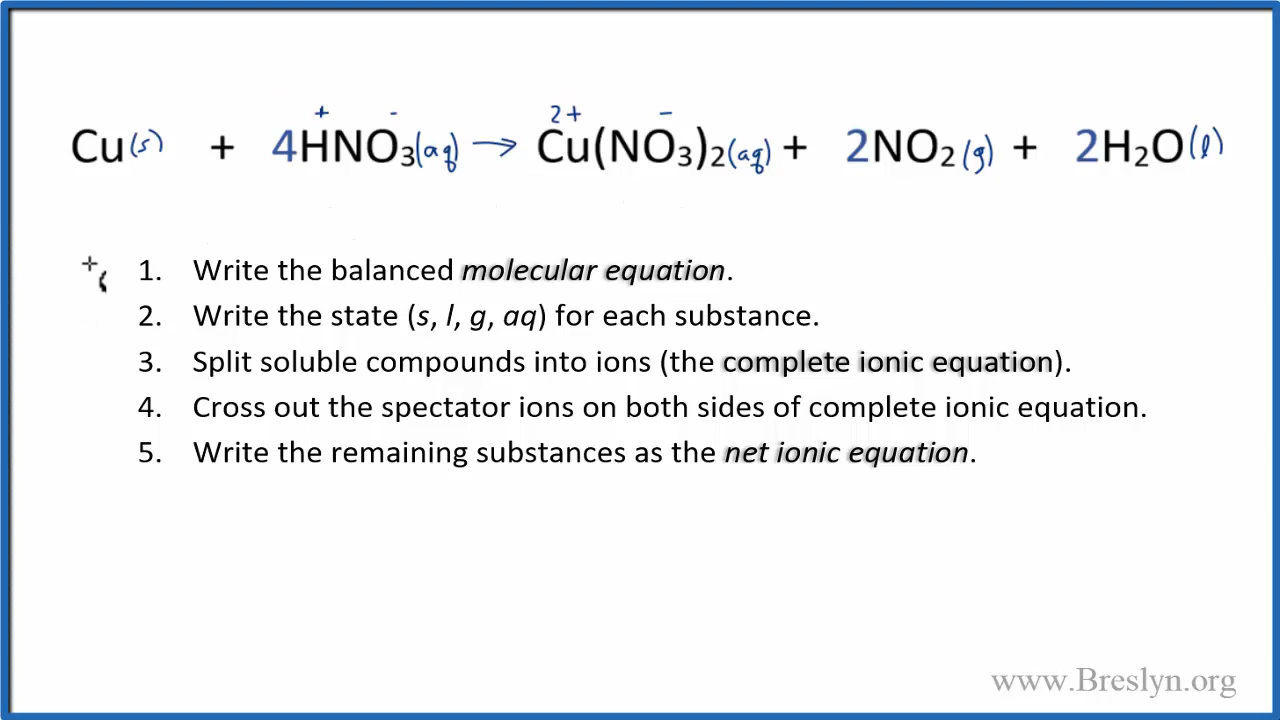 Cu(s) + 4H⁺NO₃⁻(aq) → Cu²⁺(NO₃⁻)₂(aq) + 2NO₂(g) + 2H₂O(l)
1. Write the balanced molecular equation.
2. Write the state (s, l, g, aq) for each substance.
3. Split soluble compounds into ions (the complete ionic equation).
4. Cross out the spectator ions on both sides of complete ionic equation.
5. Write the remaining substances as the net ionic equation.
www.Breslyn.org